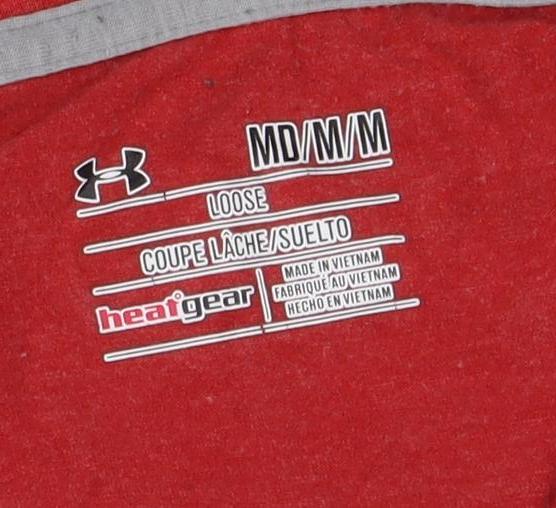 MD/M/M
LOOSE
COUPE LÂCHE/SUELTO
heatgear
MADE IN VIETNAM
FABRIQUÉ AU VIETNAM
HECHO EN VIETNAM